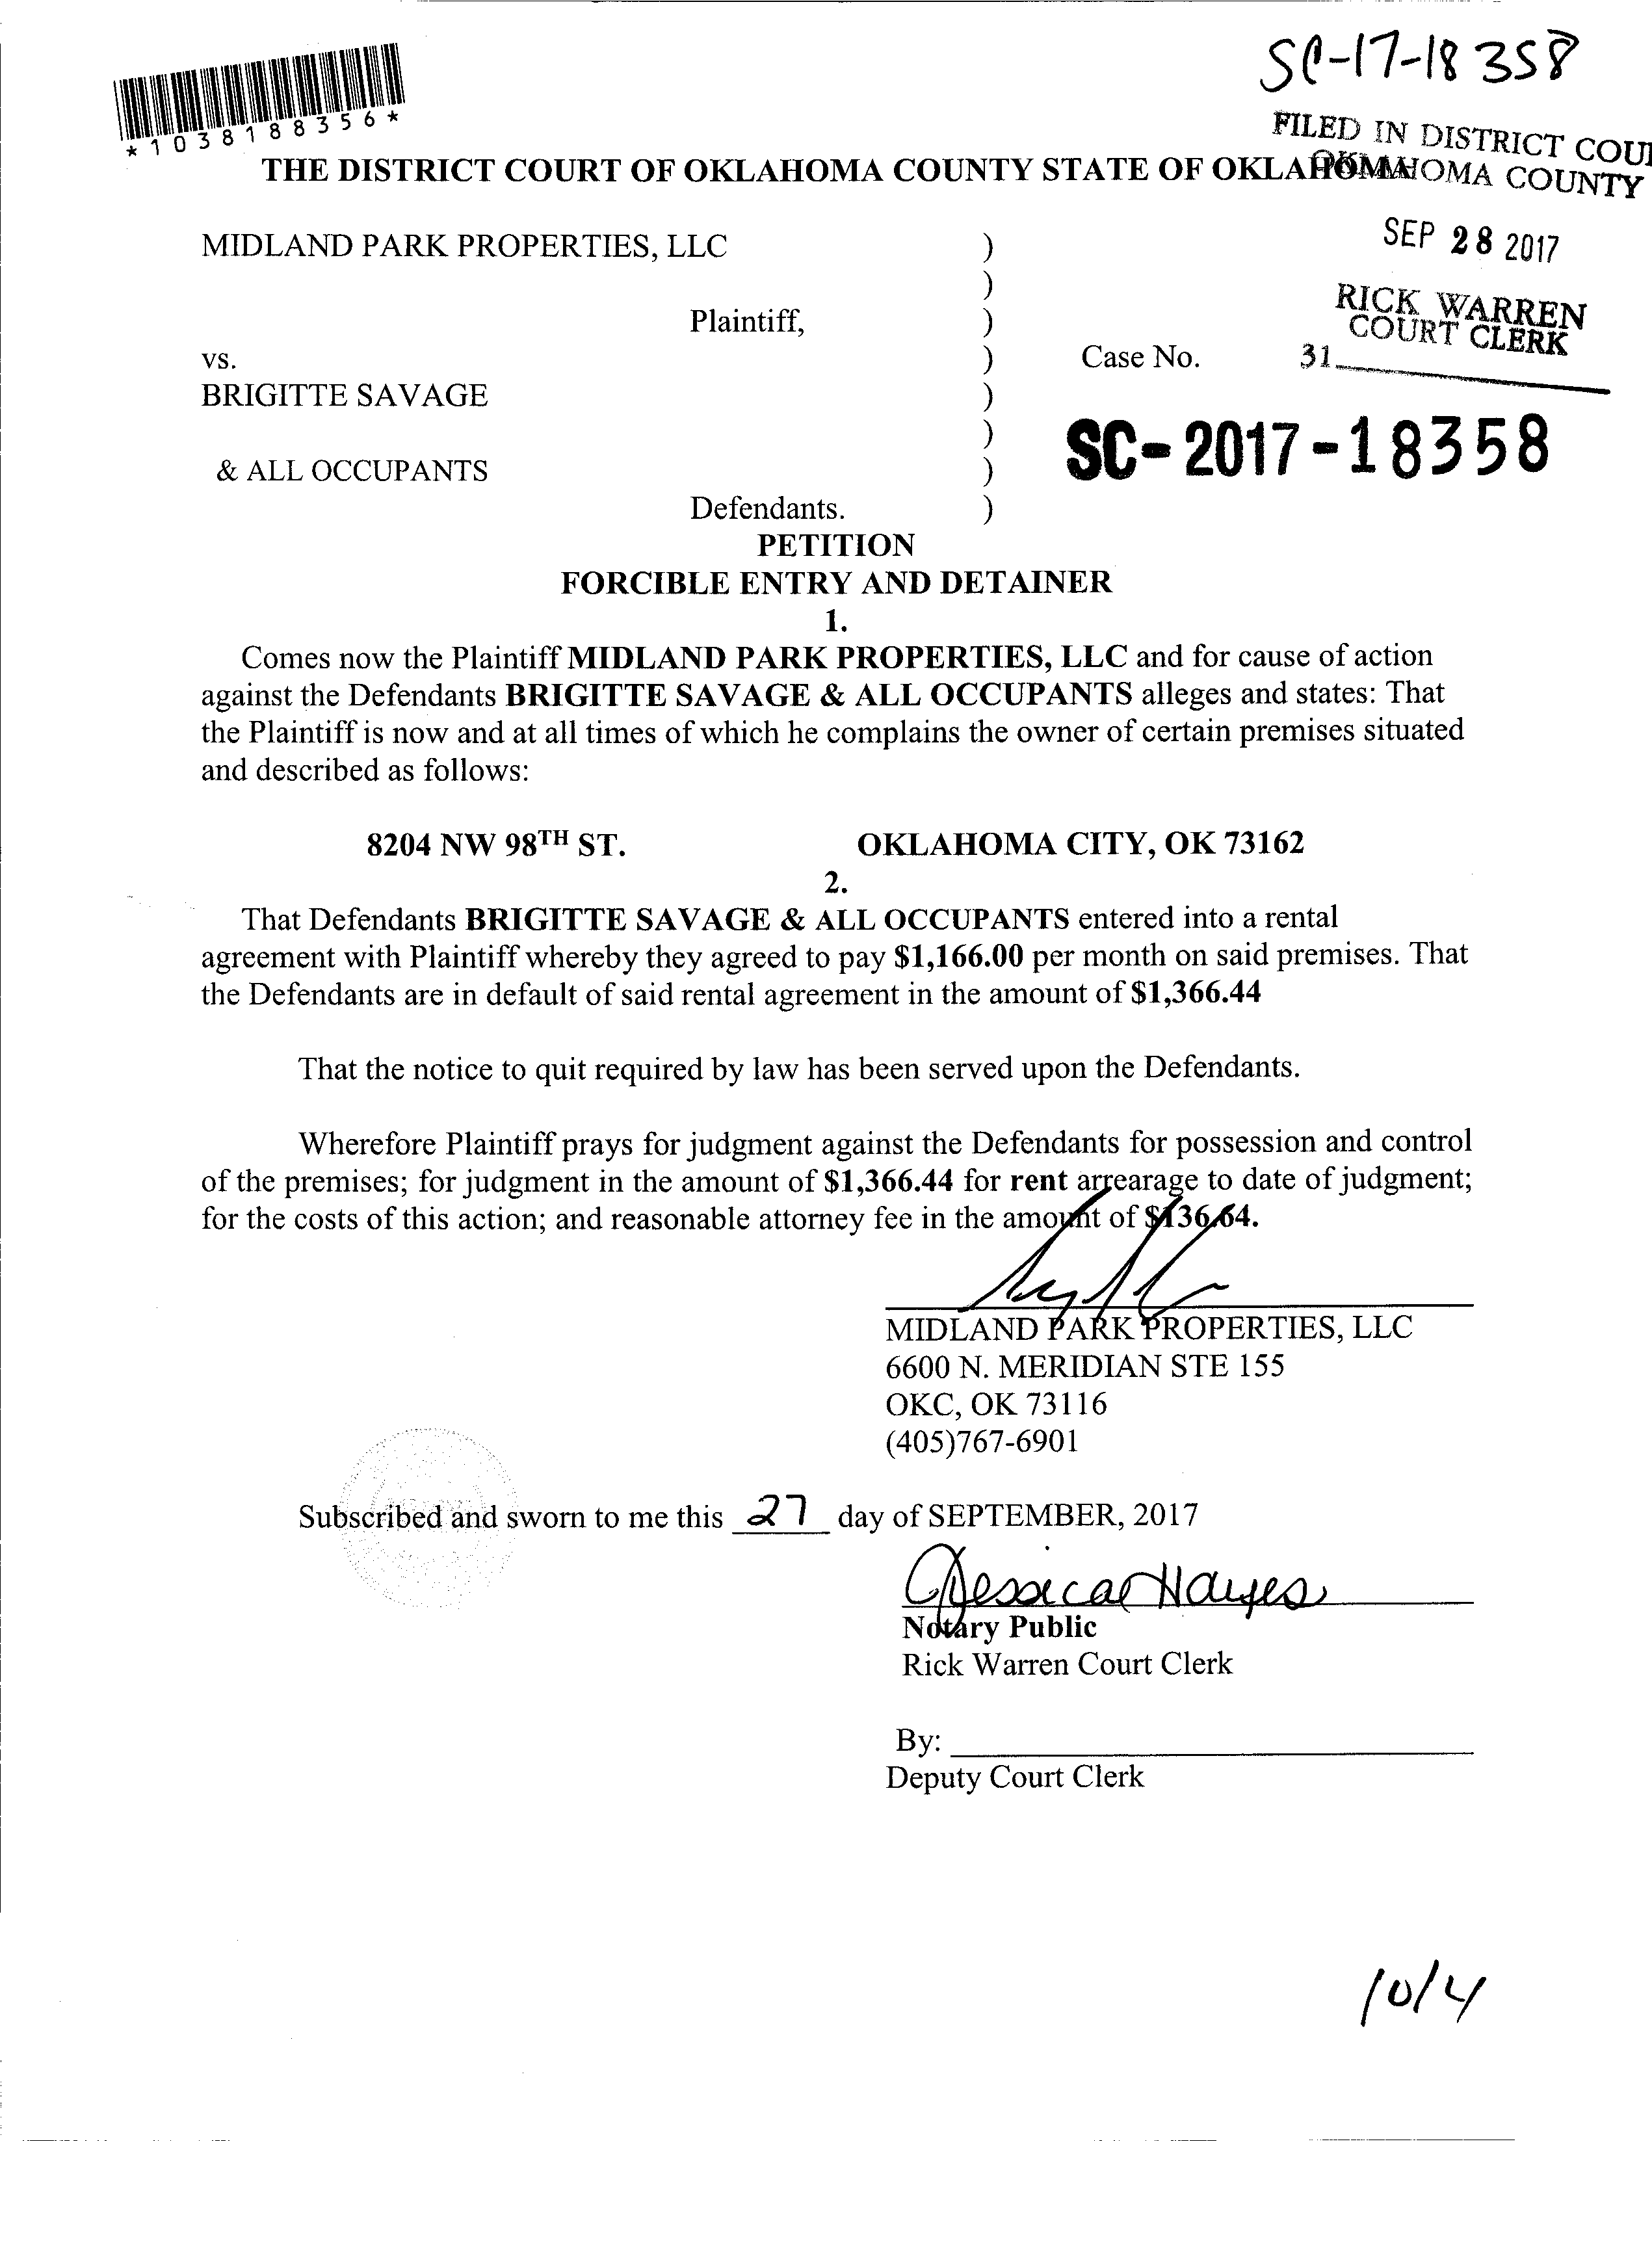 SC-17-18358
*1038188356*
FILED IN DISTRICT COU
OKLAHOMA COUNTY
THE DISTRICT COURT OF OKLAHOMA COUNTY STATE OF OKLAHOMA
SEP 28 2017
RICK WARREN
COURT CLERK
31
MIDLAND PARK PROPERTIES, LLC )
)
Plaintiff, )
vs. ) Case No.
BRIGITTE SAVAGE )
) SC-2017-18358
& ALL OCCUPANTS )
Defendants. )
PETITION
FORCIBLE ENTRY AND DETAINER
1.
Comes now the Plaintiff MIDLAND PARK PROPERTIES, LLC and for cause of action
against the Defendants BRIGITTE SAVAGE & ALL OCCUPANTS alleges and states: That
the Plaintiff is now and at all times of which he complains the owner of certain premises situated
and described as follows:
8204 NW 98TH ST. OKLAHOMA CITY, OK 73162
2.
That Defendants BRIGITTE SAVAGE & ALL OCCUPANTS entered into a rental
agreement with Plaintiff whereby they agreed to pay $1,166.00 per month on said premises. That
the Defendants are in default of said rental agreement in the amount of $1,366.44
That the notice to quit required by law has been served upon the Defendants.
Wherefore Plaintiff prays for judgment against the Defendants for possession and control
of the premises; for judgment in the amount of $1,366.44 for rent arrearage to date of judgment;
for the costs of this action; and reasonable attorney fee in the amount of $136.64.
MIDLAND PARK PROPERTIES, LLC
6600 N. MERIDIAN STE 155
OKC, OK 73116
(405)767-6901
Subscribed and sworn to me this 27 day of SEPTEMBER, 2017
Jessica Hayes
Notary Public
Rick Warren Court Clerk
By:
Deputy Court Clerk
10/4